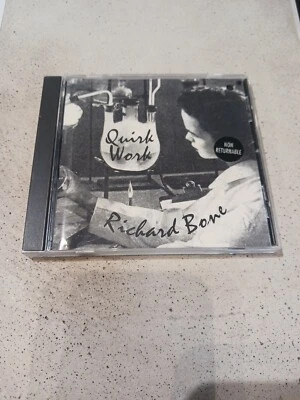 Quirk
Work
NON
RETURNABLE
Richard Bone